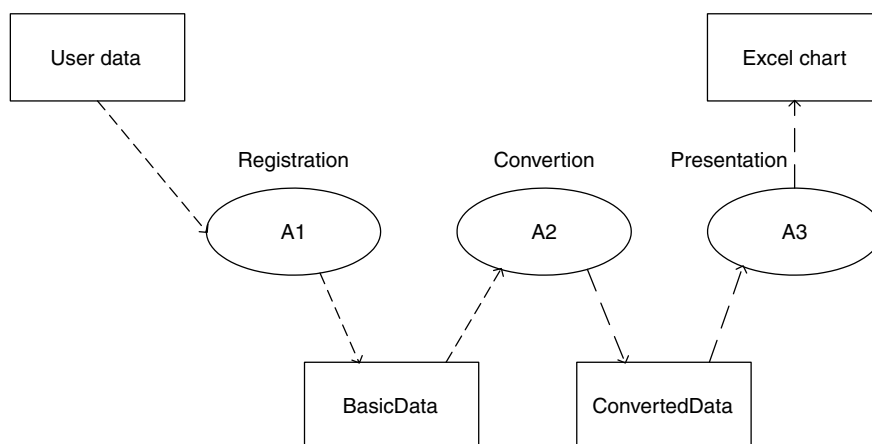 User data
Excel chart
Registration
Convertion
Presentation
A1
A2
A3
BasicData
ConvertedData